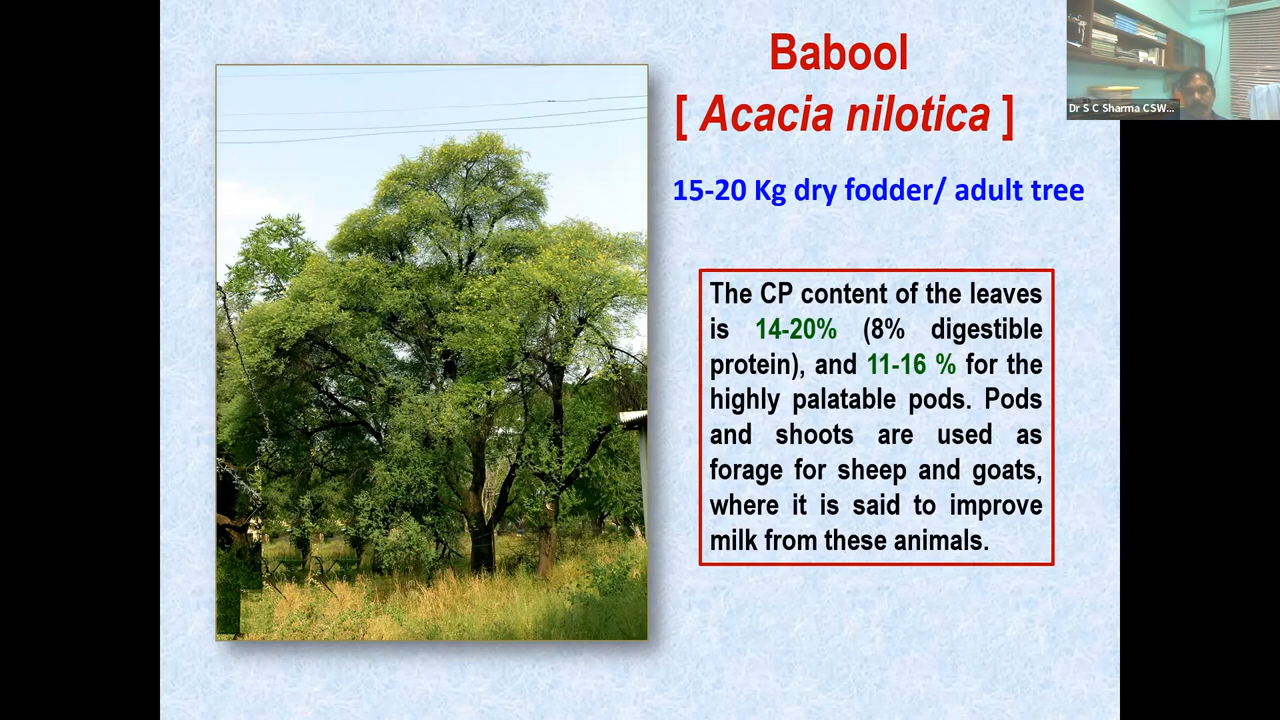 Babool
[ Acacia nilotica ]
Dr S C Sharma CSW...
15-20 Kg dry fodder/ adult tree
The CP content of the leaves
is 14-20% (8% digestible
protein), and 11-16 % for the
highly palatable pods. Pods
and shoots are used as
forage for sheep and goats,
where it is said to improve
milk from these animals.